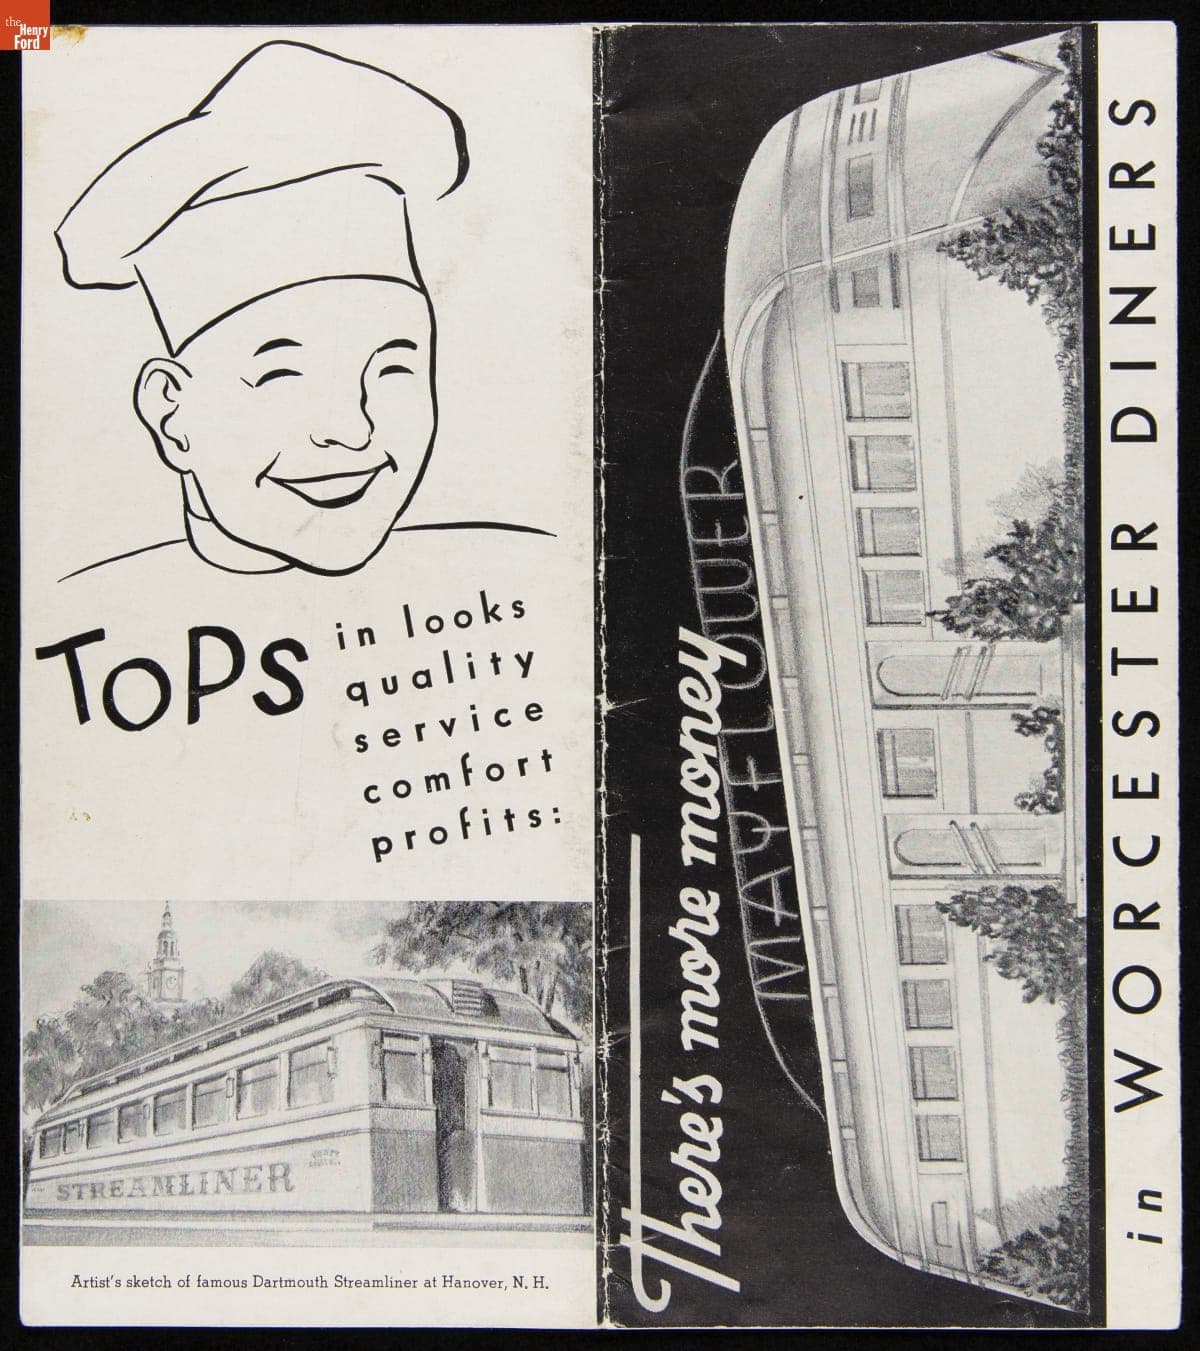 the
Henry
Ford
TOPS
in looks
quality
service
comfort
profits:
STREAMLINER
Artist's sketch of famous Dartmouth Streamliner at Hanover, N. H.
There's more money
MAYFLOWER
in WORCESTER DINERS